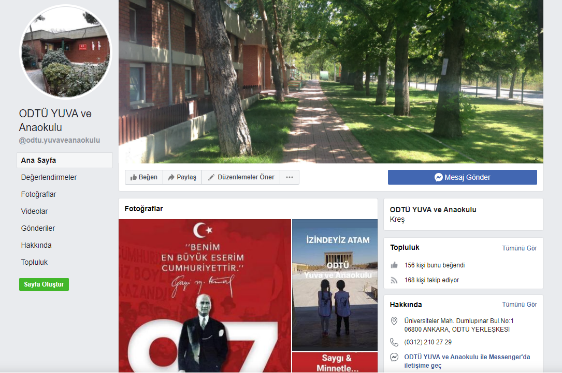 ODTÜ YUVA ve
Anaokulu
@odtu.yuvaveanaokulu
Ana Sayfa
Değerlendirmeler
Fotoğraflar
Videolar
Gönderiler
Hakkında
Topluluk
Sayfa Oluştur
Beğen
Paylaş
Düzenlemeler Öner
Mesaj Gönder
Fotoğraflar
"BENİM
EN BÜYÜK ESERİM
CUMHURİYETTİR."
97
İZİNDEYİZ ATAM
ODTÜ
Yuva ve Anaokulu
Saygı &
Minnetle...
ODTÜ YUVA ve Anaokulu
Kreş
Topluluk
Tümünü Gör
156 kişi bunu beğendi
168 kişi takip ediyor
Hakkında
Tümünü Gör
Üniversiteler Mah, Dumlupınar Bul No:1
06800 ANKARA, ODTÜ YERLEŞKESİ
(0312) 210 27 29
ODTÜ YUVA ve Anaokulu ile Messenger'da
iletişime geç